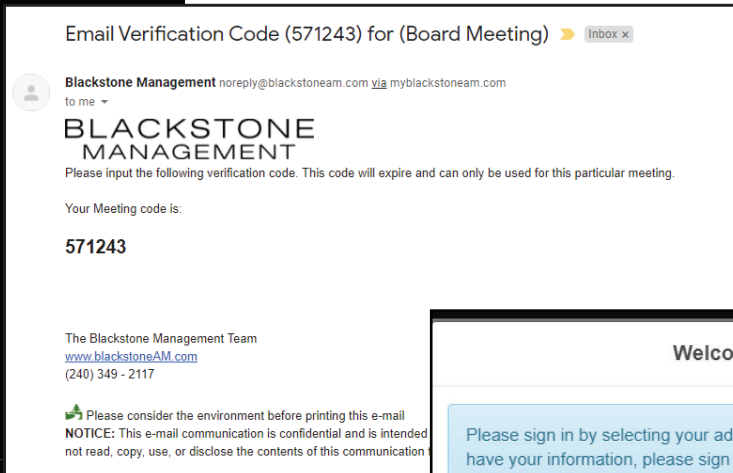 Email Verification Code (571243) for (Board Meeting) Inbox x
Blackstone Management noreply@blackstoneam.com via myblackstoneam.com
to me
BLACKSTONE
MANAGEMENT
Please input the following verification code. This code will expire and can only be used for this particular meeting.
Your Meeting code is:
571243
The Blackstone Management Team
www.blackstoneAM.com
(240) 349 - 2117
Please consider the environment before printing this e-mail
NOTICE: This e-mail communication is confidential and is intended
not read, copy, use, or disclose the contents of this communication
Please sign in by selecting your
have your information, please sign